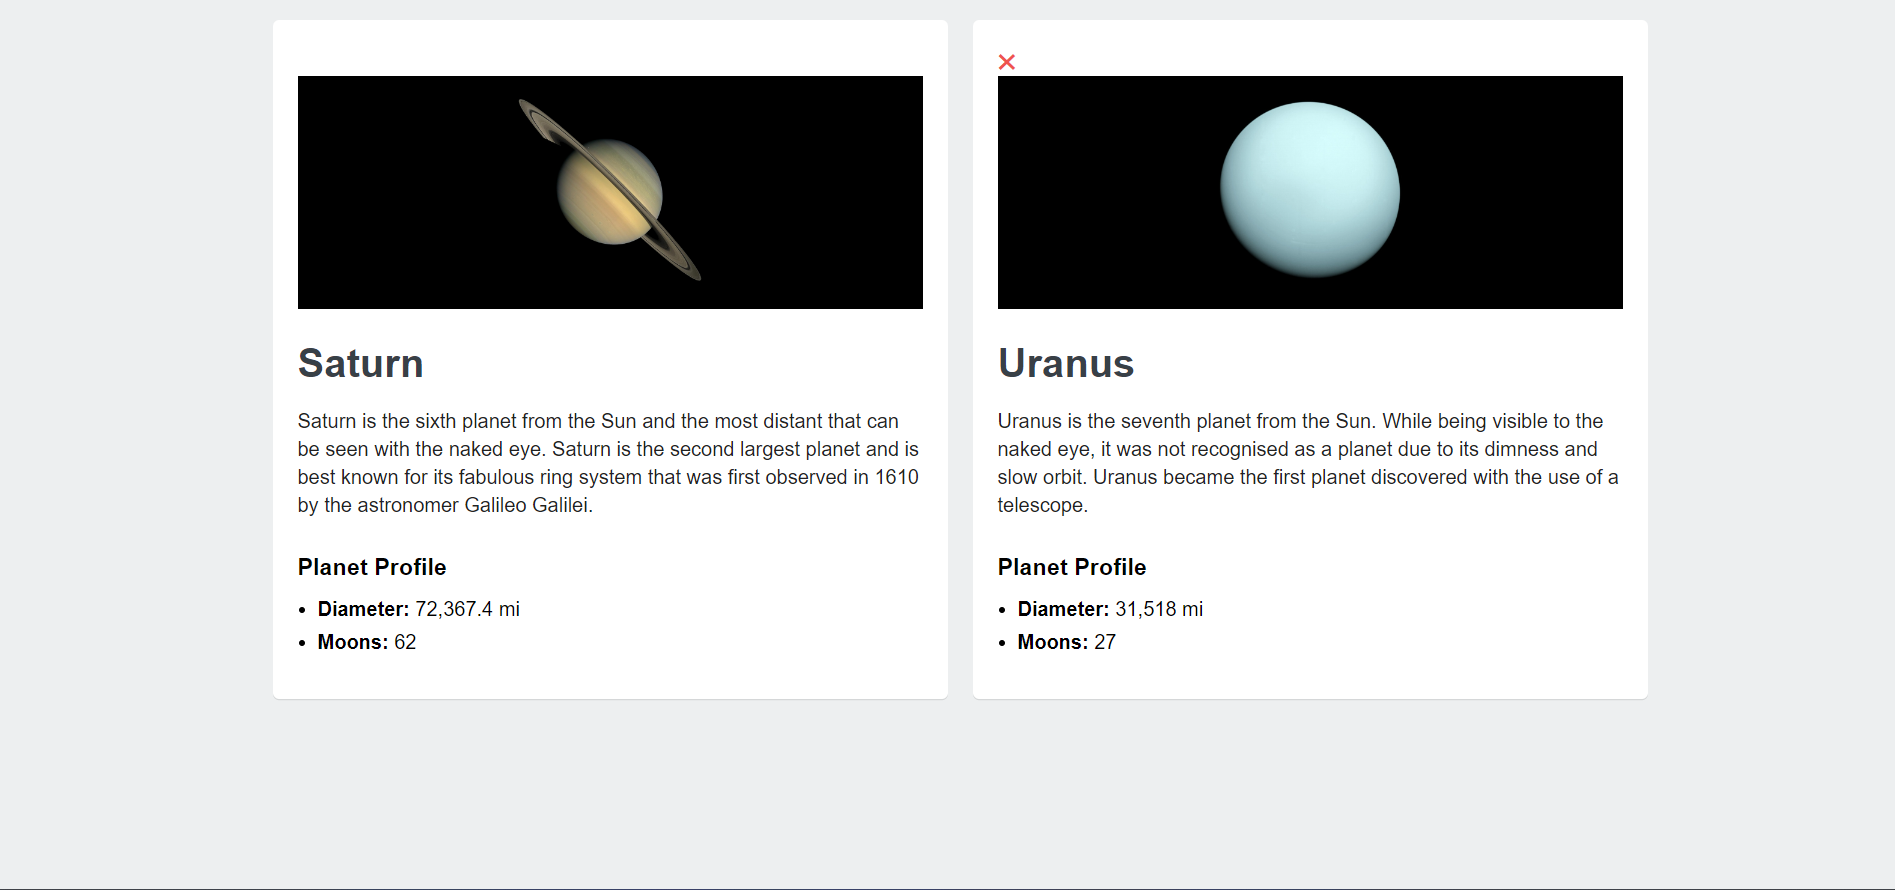 Saturn
Saturn is the sixth planet from the Sun and the most distant that can
be seen with the naked eye. Saturn is the second largest planet and is
best known for its fabulous ring system that was first observed in 1610
by the astronomer Galileo Galilei.
Planet Profile
• Diameter: 72,367.4 mi
• Moons: 62
✕
Uranus
Uranus is the seventh planet from the Sun. While being visible to the
naked eye, it was not recognised as a planet due to its dimness and
slow orbit. Uranus became the first planet discovered with the use of a
telescope.
Planet Profile
• Diameter: 31,518 mi
• Moons: 27